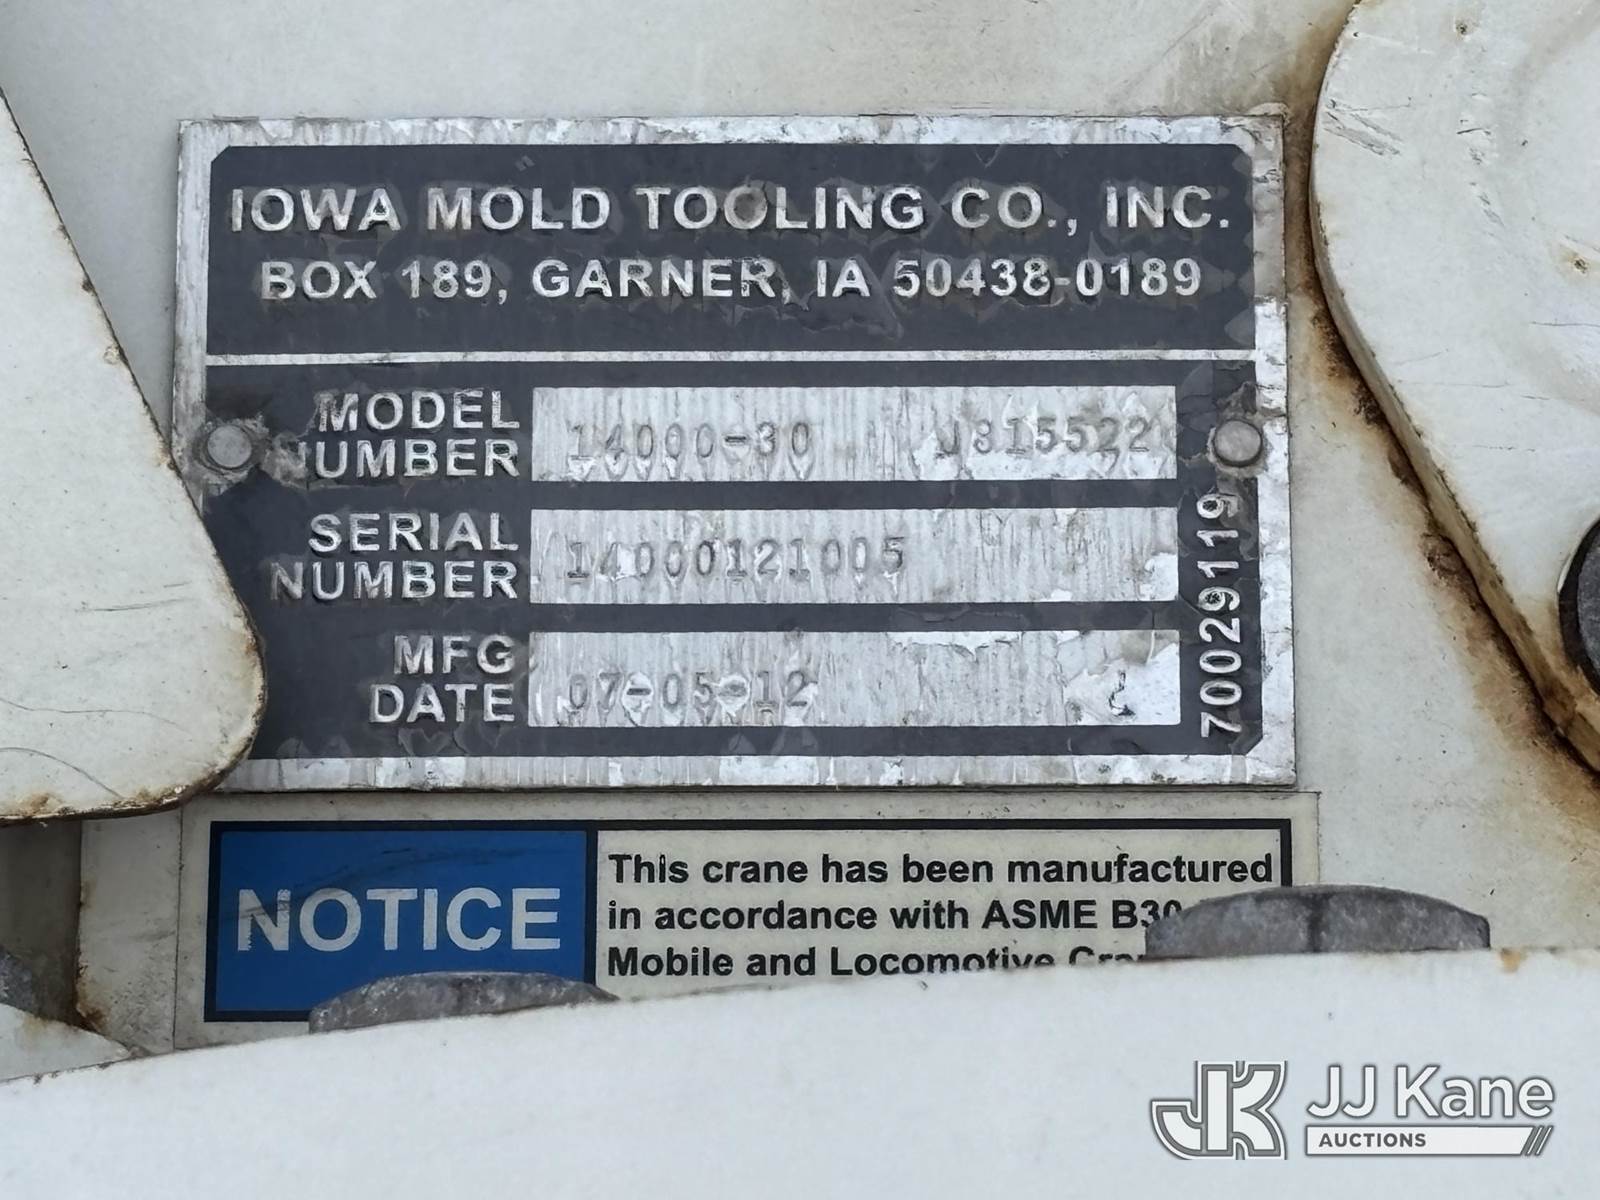 IOWA MOLD TOOLING CO., INC.
BOX 189, GARNER, IA 50438-0189
MODEL NUMBER 14000-30 J315522
SERIAL NUMBER 14000121005
MFG DATE 07-05-12
70029119
NOTICE
This crane has been manufactured
in accordance with ASME B30
Mobile and Locomotive
JJ Kane
AUCTIONS